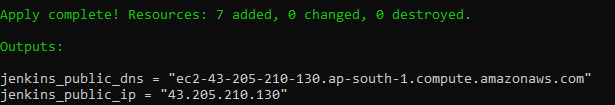 Apply complete! Resources: 7 added, 0 changed, 0 destroyed.
Outputs:
jenkins_public_dns = "ec2-43-205-210-130.ap-south-1.compute.amazonaws.com"
jenkins_public_ip = "43.205.210.130"